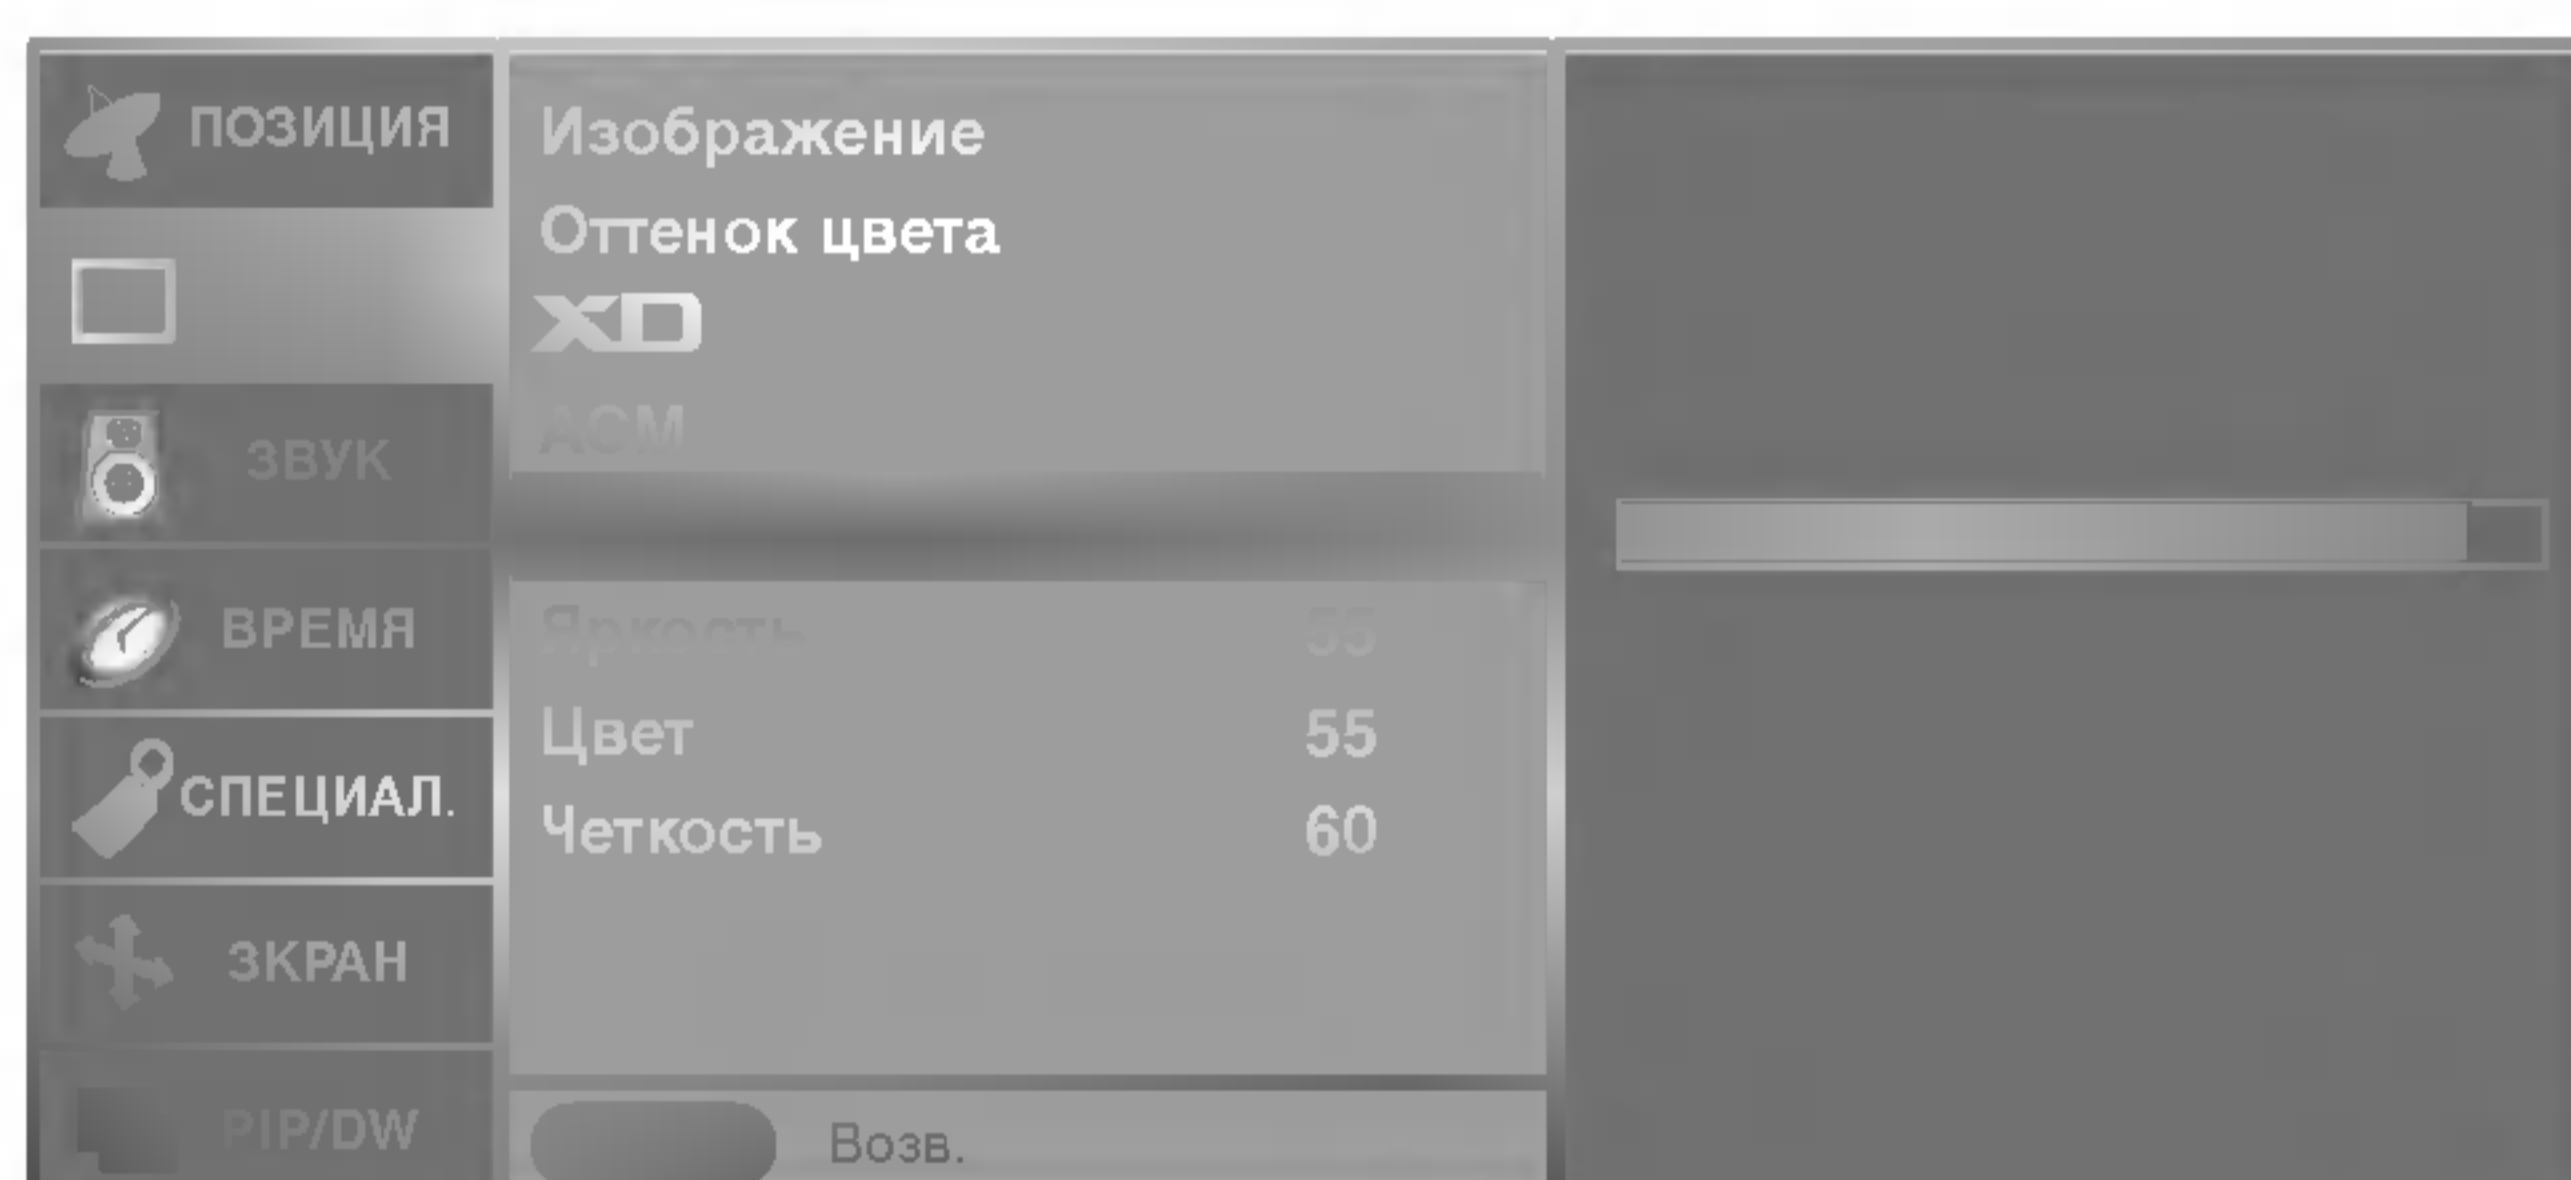 ПОЗИЦИЯ
ЗВУК
ВРЕМЯ
СПЕЦИАЛ.
ЗКРАН
PIP/DW
Изображение
Оттенок цвета
XD
ACM
Яркость 55
Цвет 55
Четкость 60
Возв.